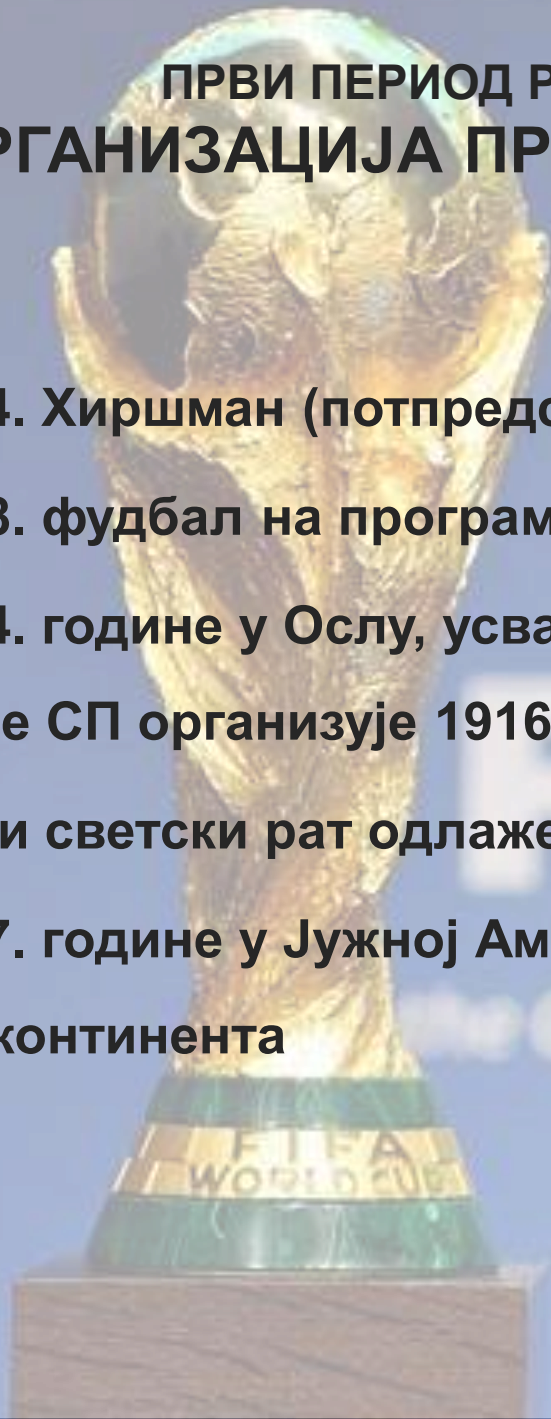 ПРВИ ПЕРИОД Р
РГАНИЗАЦИЈА ПР
4. Хиршман (потпредс
3. фудбал на програм
4. године у Ослу, усва
е СП организује 1916
и светски рат одлаже
7. године у Јужној Ам
континента
FIFA
WORLD CUP